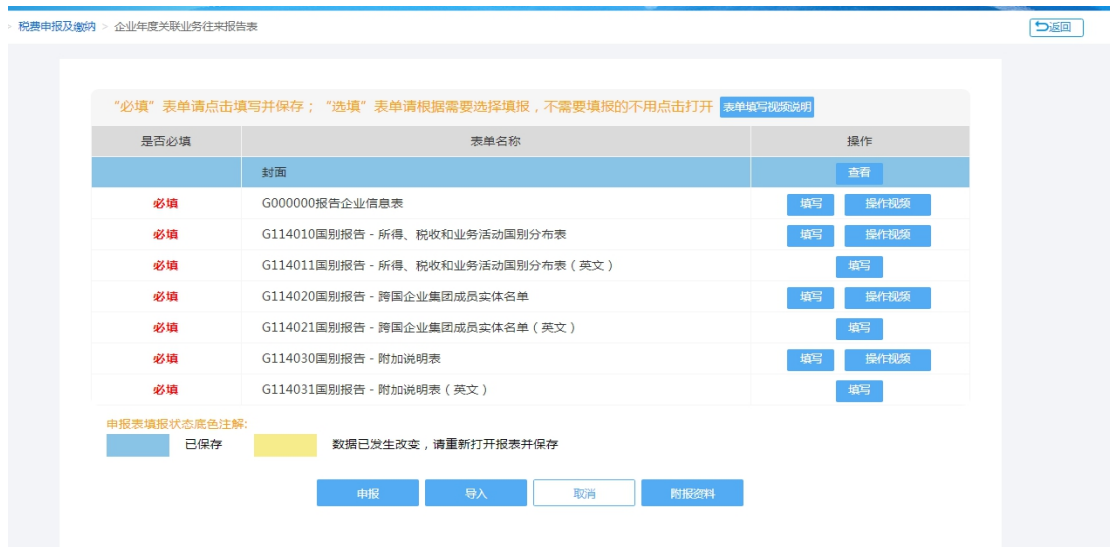 > 税费申报及缴纳 > 企业年度关联业务往来报告表 返回
“必填”表单请点击填写并保存；“选填”表单请根据需要选择填报，不需要填报的不用点击打开 表单填写视频说明
是否必填 表单名称 操作
封面 查看
必填 G000000报告企业信息表 填写 操作视频
必填 G114010国别报告 - 所得、税收和业务活动国别分布表 填写 操作视频
必填 G114011国别报告 - 所得、税收和业务活动国别分布表（英文） 填写
必填 G114020国别报告 - 跨国企业集团成员实体名单 填写 操作视频
必填 G114021国别报告 - 跨国企业集团成员实体名单（英文） 填写
必填 G114030国别报告 - 附加说明表 填写 操作视频
必填 G114031国别报告 - 附加说明表（英文） 填写
申报表填报状态底色注解:
已保存 数据已发生改变，请重新打开报表并保存
申报 导入 取消 附报资料